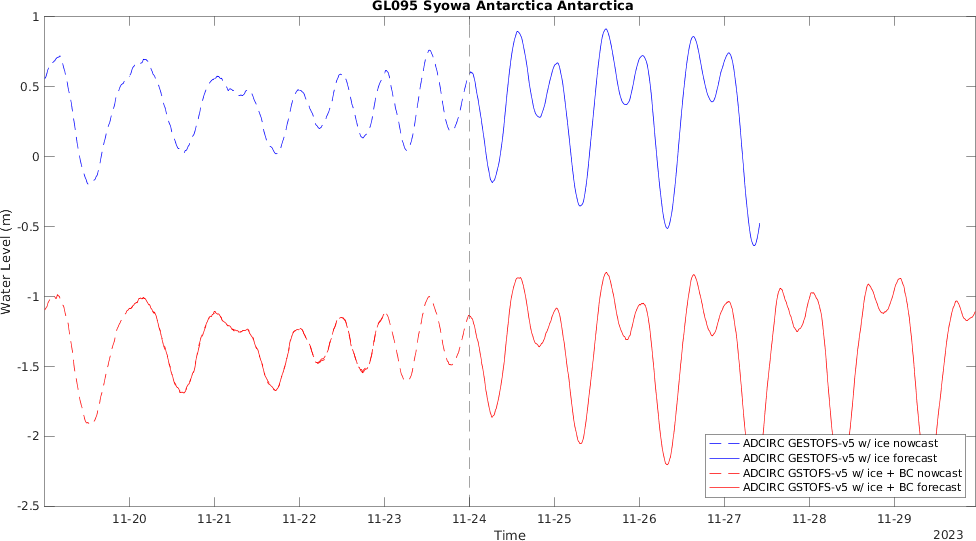 GL095 Syowa Antarctica Antarctica
Water Level (m)
1
0.5
0
-0.5
-1
-1.5
-2
-2.5
ADCIRC GESTOFS-v5 w/ ice nowcast
ADCIRC GESTOFS-v5 w/ ice forecast
ADCIRC GSTOFS-v5 w/ ice + BC nowcast
ADCIRC GSTOFS-v5 w/ ice + BC forecast
11-20 11-21 11-22 11-23 11-24 11-25 11-26 11-27 11-28 11-29
Time
2023